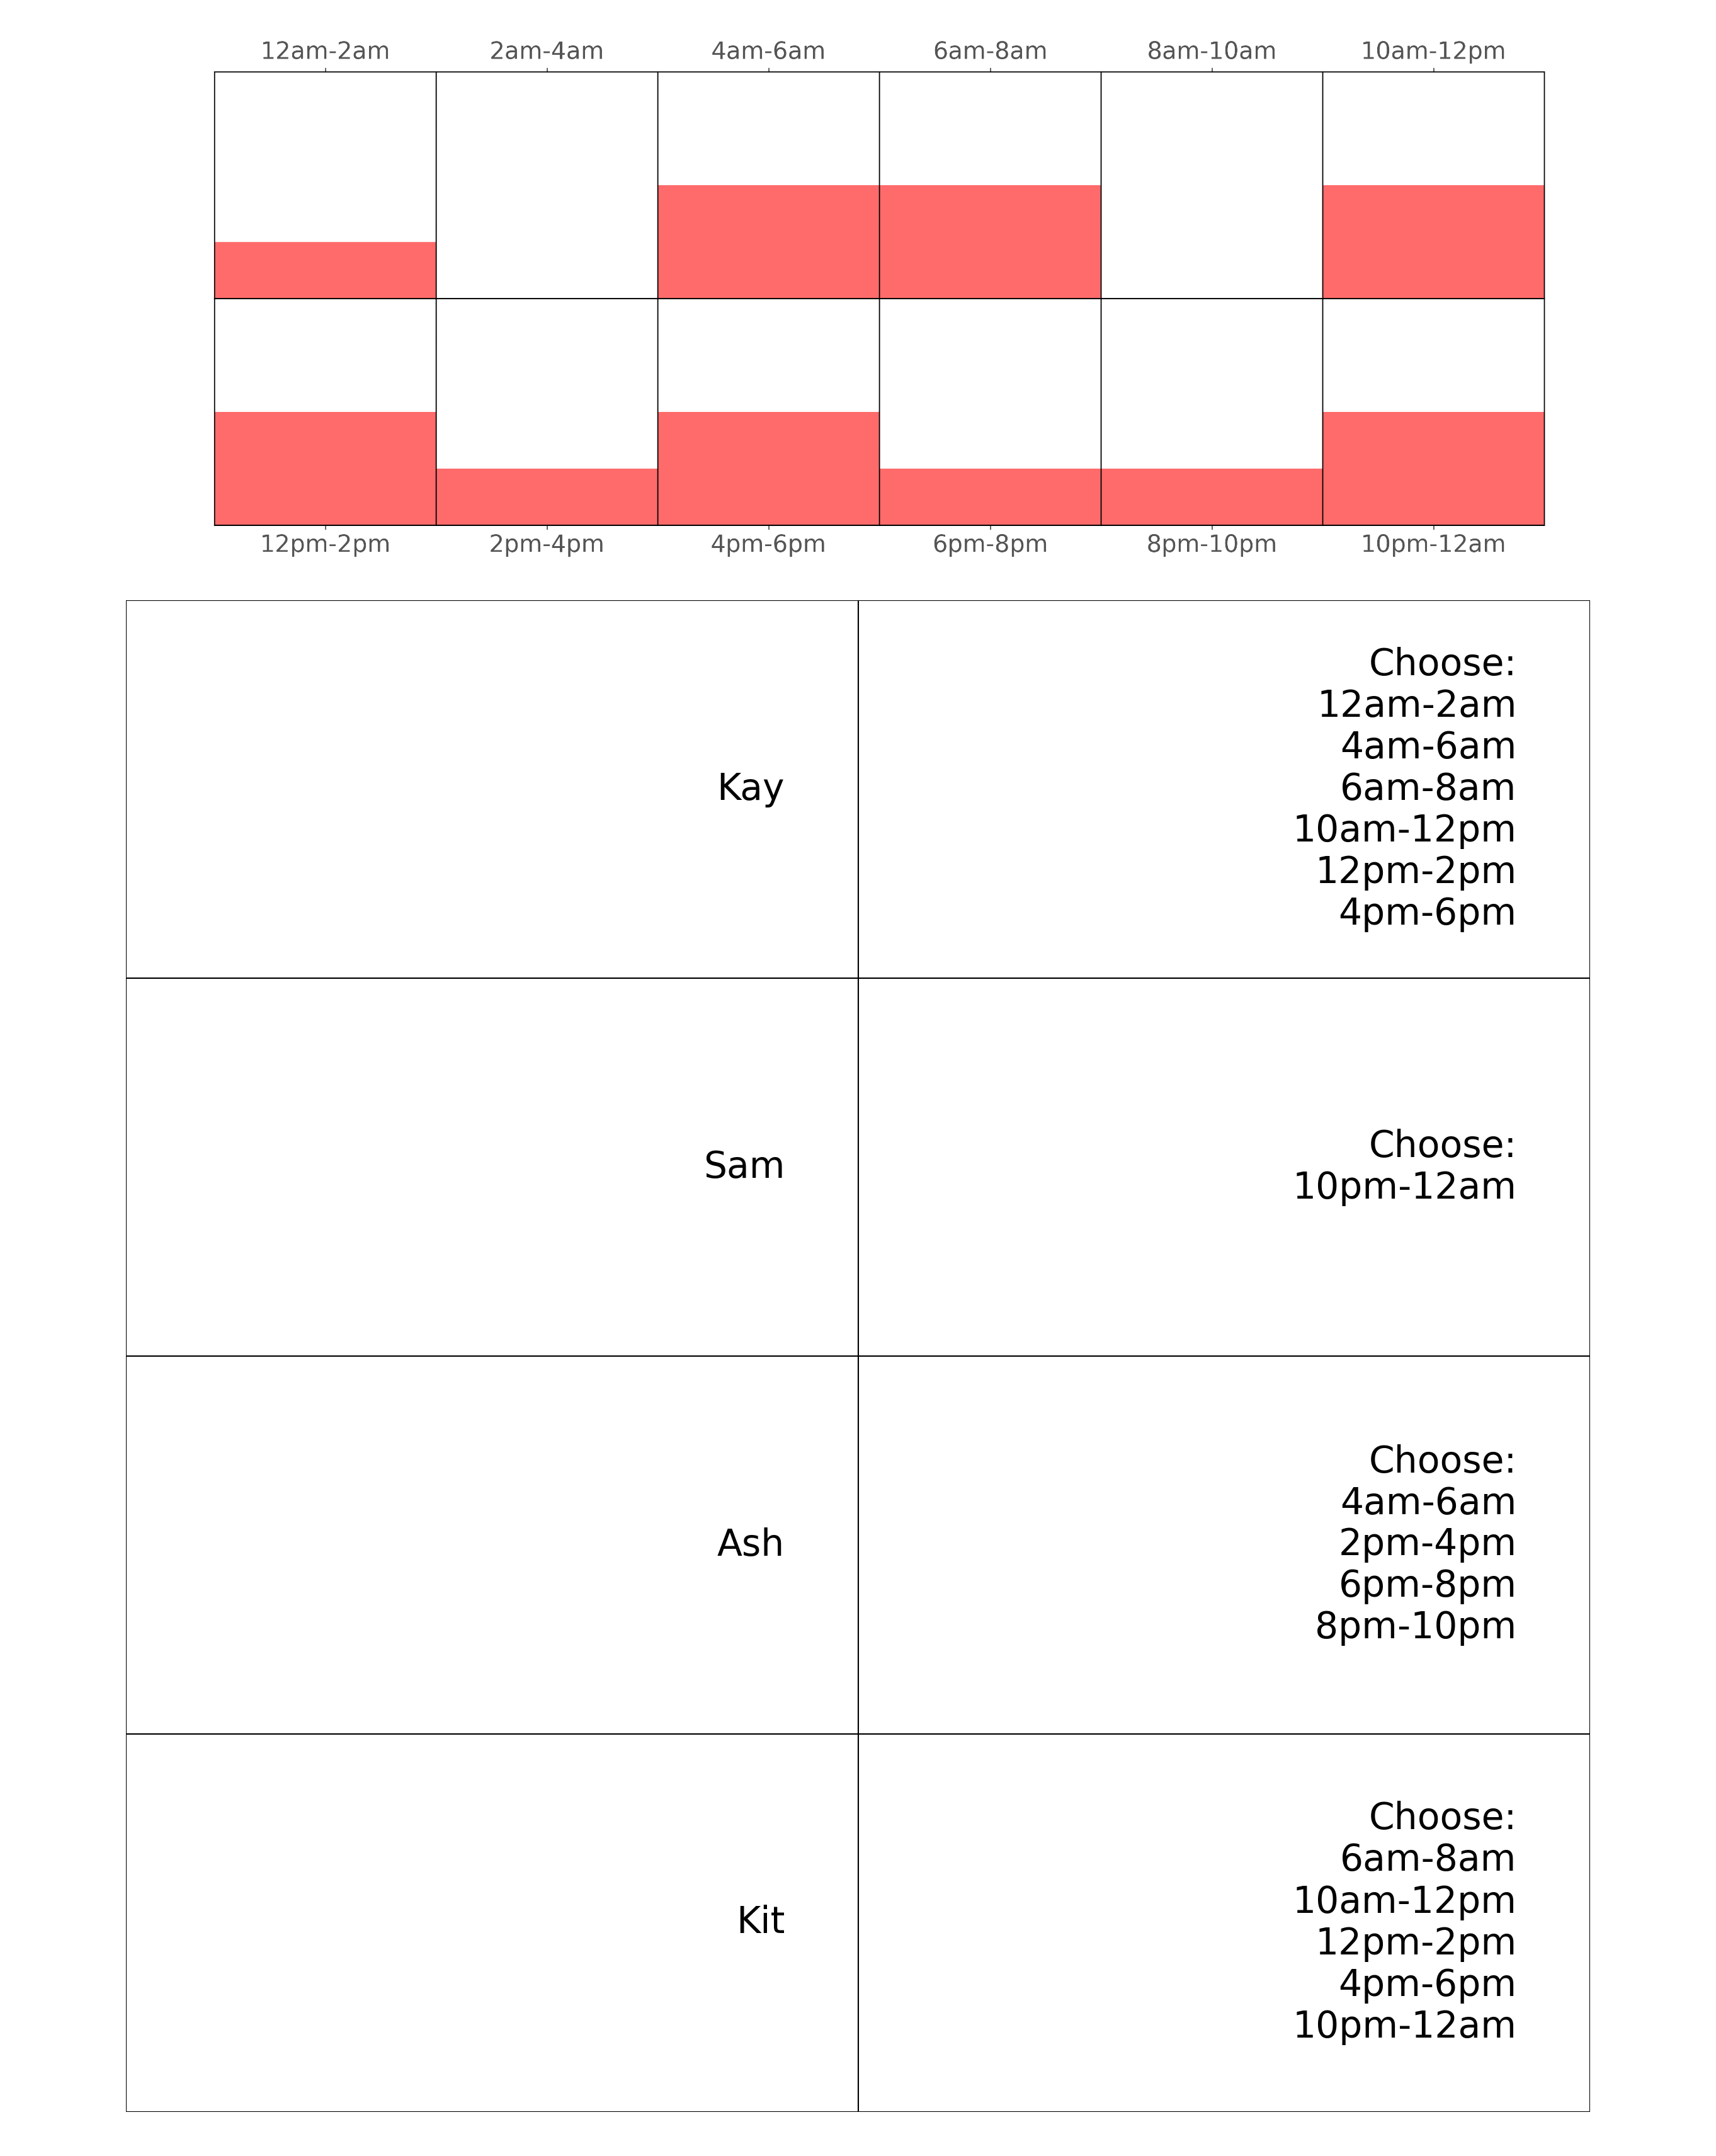 12am-2am 2am-4am 4am-6am 6am-8am 8am-10am 10am-12pm
12pm-2pm 2pm-4pm 4pm-6pm 6pm-8pm 8pm-10pm 10pm-12am
Kay
Choose:
12am-2am
4am-6am
6am-8am
10am-12pm
12pm-2pm
4pm-6pm
Sam
Choose:
10pm-12am
Ash
Choose:
4am-6am
2pm-4pm
6pm-8pm
8pm-10pm
Kit
Choose:
6am-8am
10am-12pm
12pm-2pm
4pm-6pm
10pm-12am